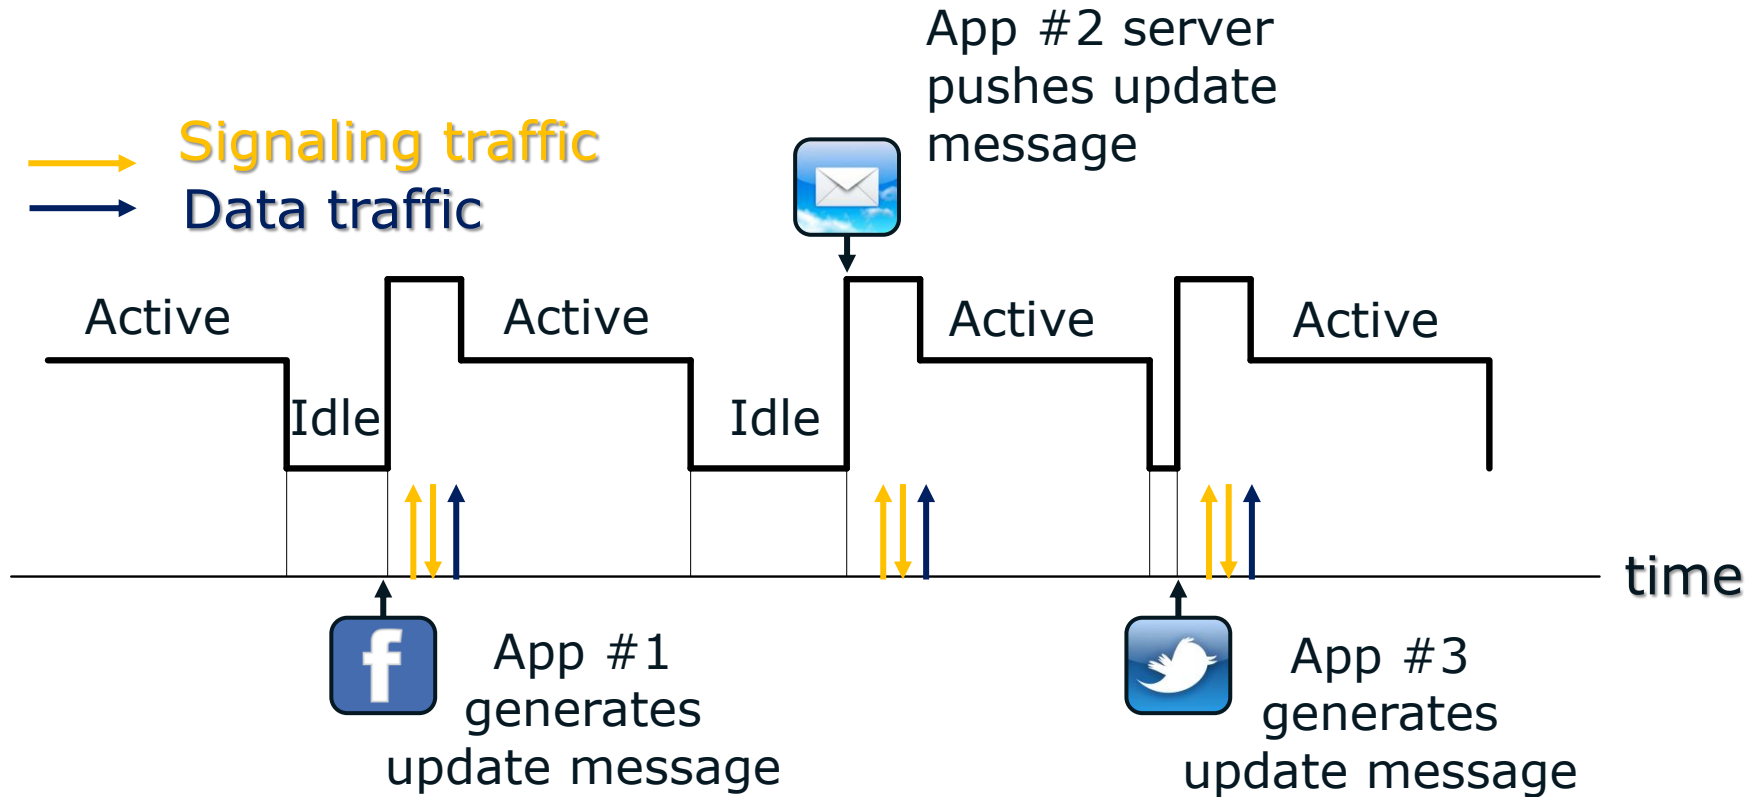 App #2 server
pushes update
message
Signaling traffic
Data traffic
Active
Active
Active
Active
Idle
Idle
time
f
App #1
generates
update message
App #3
generates
update message